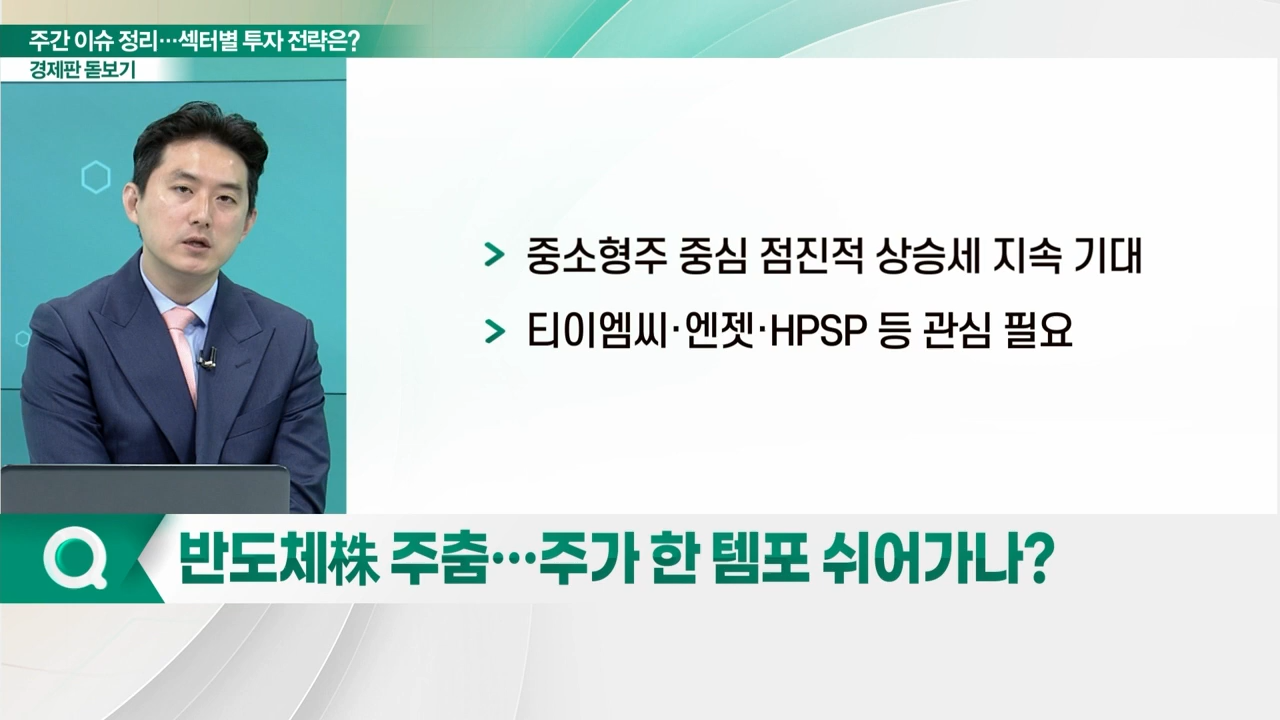 주간 이슈 정리…섹터별 투자 전략은?
경제판 돋보기
> 중소형주 중심 점진적 상승세 지속 기대
> 티이엠씨·엔젯·HPSP 등 관심 필요
Q 반도체株 주춤…주가 한 템포 쉬어가나?